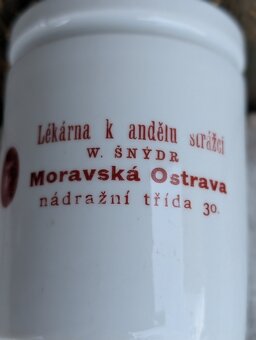 Lékárna k andělu strážci
W. ŠNÝDR
Moravská Ostrava
nádražní třída 30.